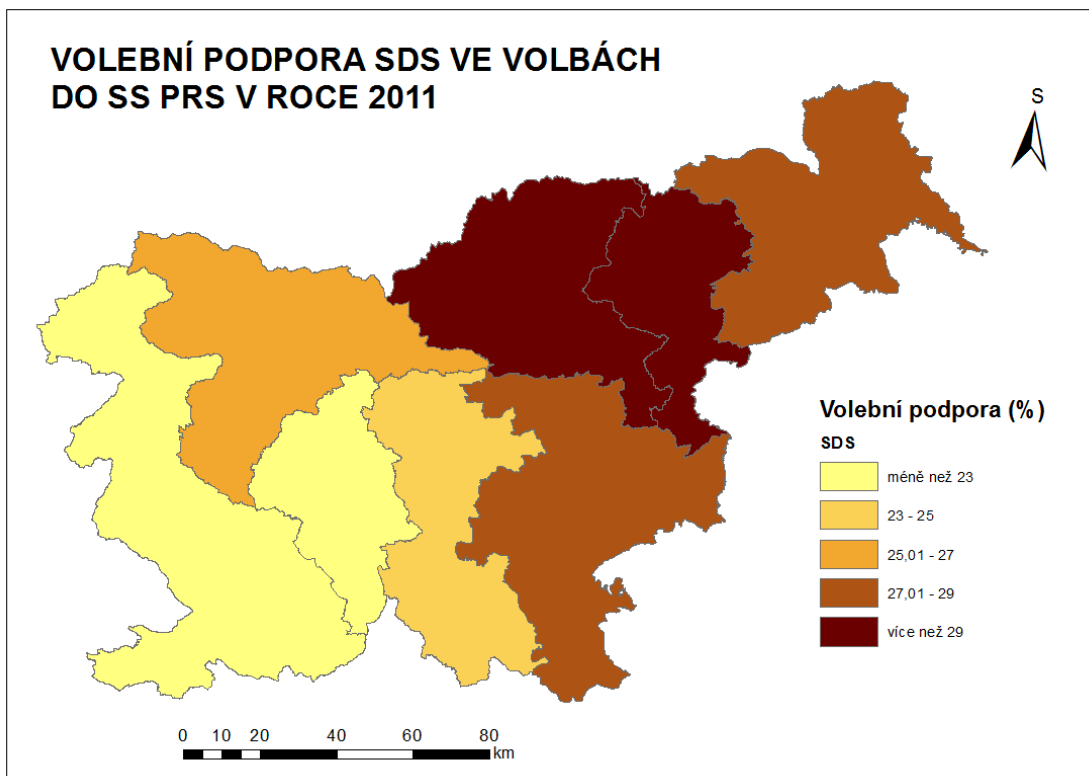 VOLEBNÍ PODPORA SDS VE VOLBÁCH
DO SS PRS V ROCE 2011
S
Volební podpora (%)
SDS
méně než 23
23 - 25
25,01 - 27
27,01 - 29
více než 29
0 10 20 40 60 80
km